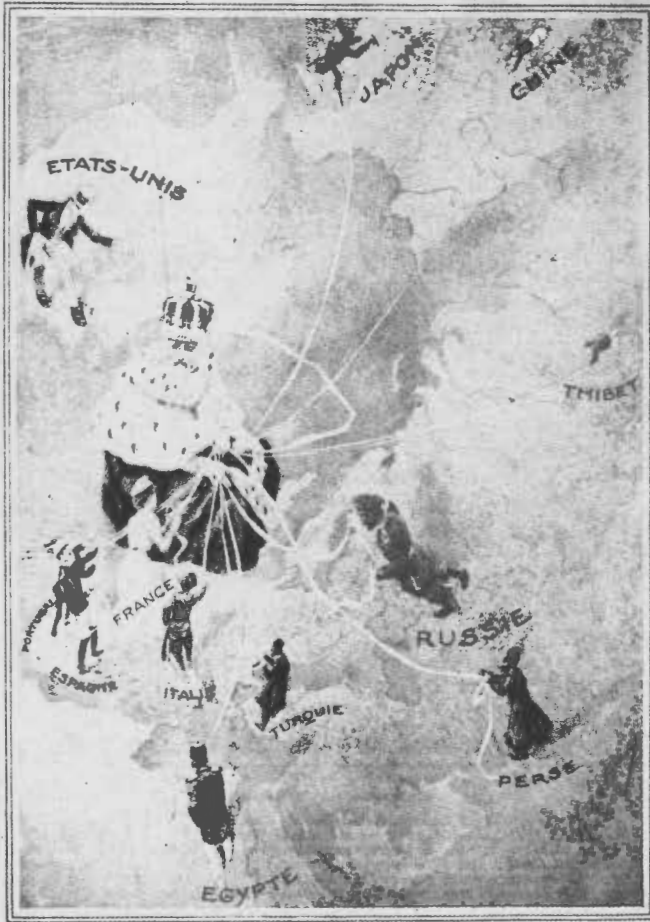 JAPON
CHINE
ETATS-UNIS
THIBET
PORTUGAL
FRANCE
RUSSIE
ESPAGNE
ITALIE
TURQUIE
PERSE
EGYPTE